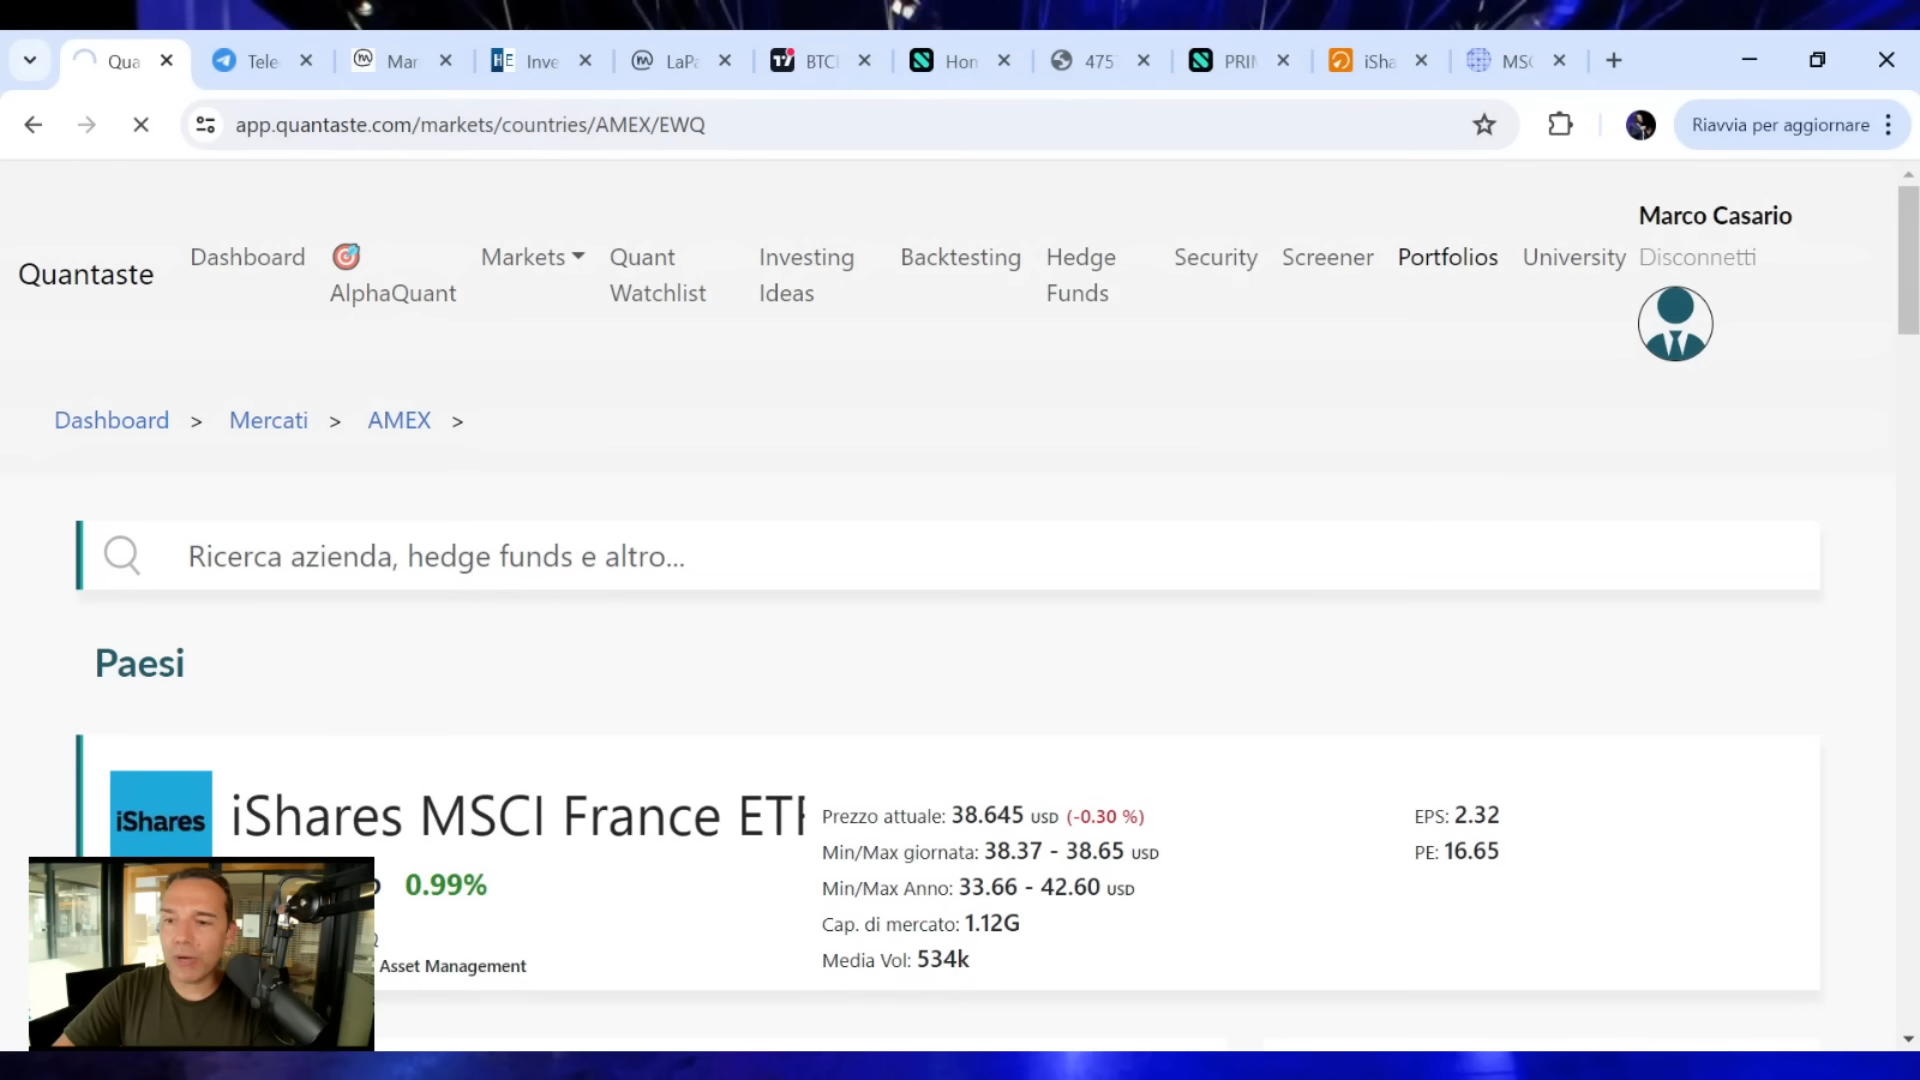 Qua
Tele
Mar
HE Inve
LaPa
BTC
Hon
475
PRI
iSha
MSC
app.quantaste.com/markets/countries/AMEX/EWQ
Riavvia per aggiornare
Marco Casario
Disconnetti
Quantaste
Dashboard
AlphaQuant
Markets
Quant
Watchlist
Investing
Ideas
Backtesting
Hedge
Funds
Security
Screener
Portfolios
University
Dashboard > Mercati > AMEX >
Ricerca azienda, hedge funds e altro...
Paesi
iShares
iShares MSCI France ETF
0.99%
Asset Management
Prezzo attuale: 38.645 USD (-0.30 %)
Min/Max giornata: 38.37 - 38.65 USD
Min/Max Anno: 33.66 - 42.60 USD
Cap. di mercato: 1.12G
Media Vol: 534k
EPS: 2.32
PE: 16.65